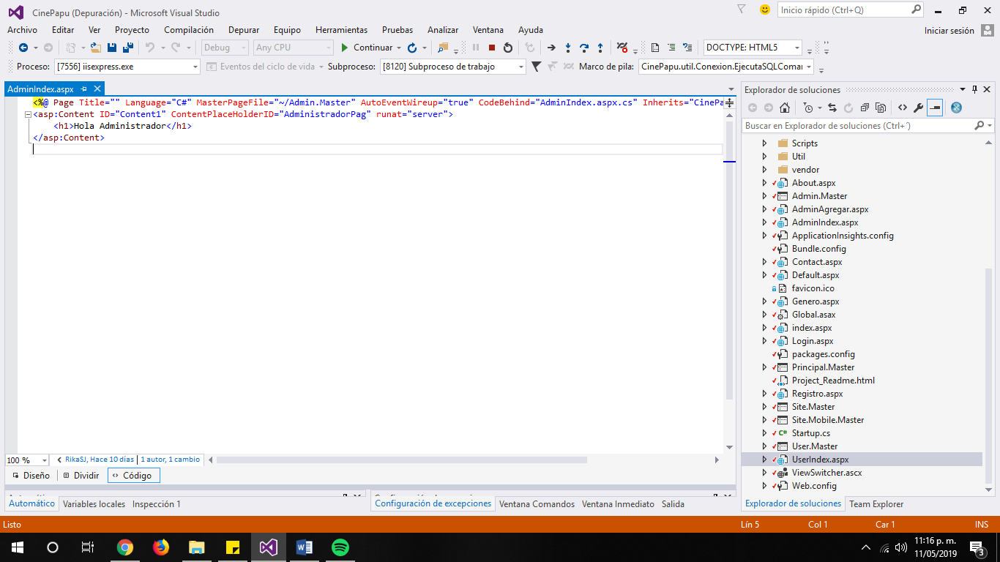 CinePapu (Depuración) - Microsoft Visual Studio
Inicio rápido (Ctrl+Q)
Archivo Editar Ver Proyecto Compilación Depurar Equipo Herramientas Pruebas Analizar Ventana Ayuda
Iniciar sesión
Debug Any CPU Continuar DOCTYPE: HTML5
Proceso: [7556] iisexpress.exe Eventos del ciclo de vida Subproceso: [8120] Subproceso de trabajo Marco de pila: CinePapu.util.Conexion.EjecutaSQLComan
AdminIndex.aspx
<%@ Page Title="" Language="C#" MasterPageFile="~/Admin.Master" AutoEventWireup="true" CodeBehind="AdminIndex.aspx.cs" Inherits="CinePa
<asp:Content ID="Content1" ContentPlaceHolderID="AdministradorPag" runat="server">
<h1>Hola Administrador</h1>
</asp:Content>
100 %
RikaSJ, Hace 10 días | 1 autor, 1 cambio
Diseño Dividir Código
Automático Variables locales Inspección 1
Configuración de excepciones Ventana Comandos Ventana Inmediato Salida
Explorador de soluciones
Buscar en Explorador de soluciones (Ctrl+´)
Scripts
Util
vendor
About.aspx
Admin.Master
AdminAgregar.aspx
AdminIndex.aspx
ApplicationInsights.config
Bundle.config
Contact.aspx
Default.aspx
favicon.ico
Genero.aspx
Global.asax
index.aspx
Login.aspx
packages.config
Principal.Master
Project_Readme.html
Registro.aspx
Site.Master
Site.Mobile.Master
Startup.cs
User.Master
UserIndex.aspx
ViewSwitcher.ascx
Web.config
Explorador de soluciones Team Explorer
Listo Lín 5 Col 1 Car 1 INS
11:16 p. m.
11/05/2019
3